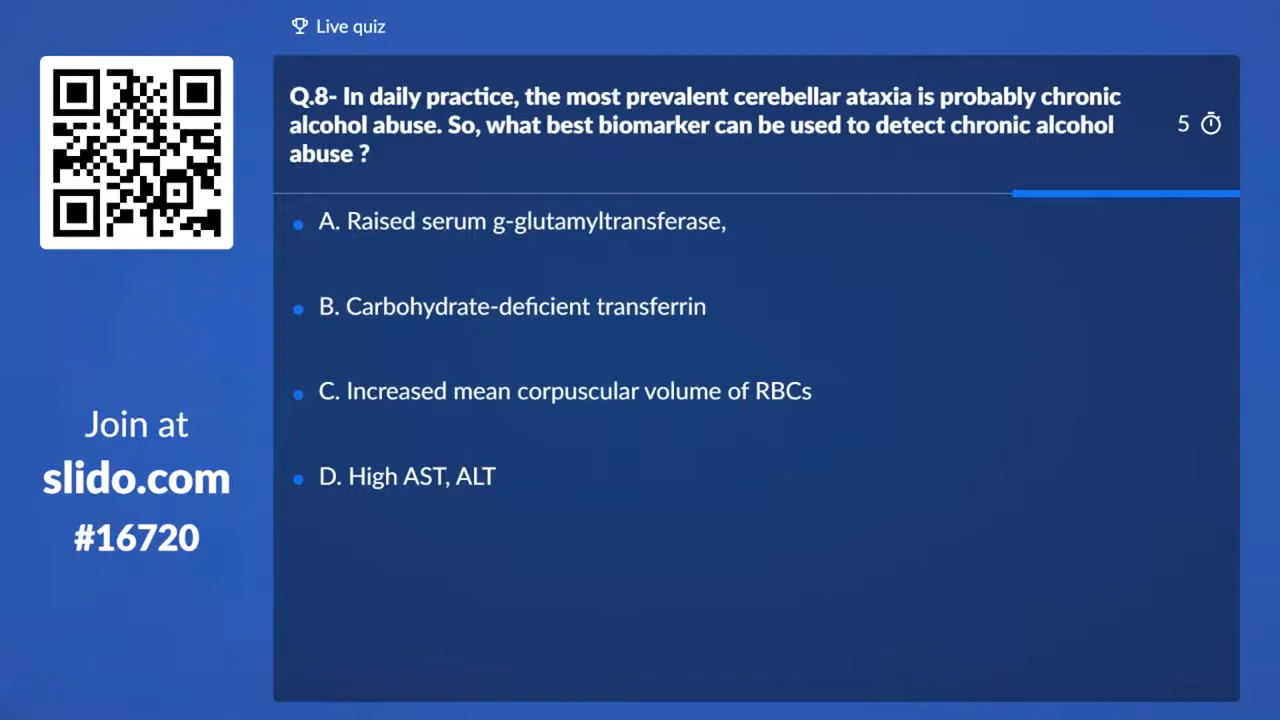 Live quiz
Q.8- In daily practice, the most prevalent cerebellar ataxia is probably chronic
alcohol abuse. So, what best biomarker can be used to detect chronic alcohol
abuse ?
5
A. Raised serum g-glutamyltransferase,
B. Carbohydrate-deficient transferrin
C. Increased mean corpuscular volume of RBCs
D. High AST, ALT
Join at
slido.com
#16720